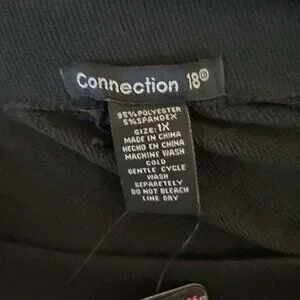 Connection 18®
95% POLYESTER
5% SPANDEX
SIZE: 1X
MADE IN CHINA
HECHO EN CHINA
MACHINE WASH
COLD
GENTLE CYCLE
WASH
SEPARETELY
DO NOT BLEACH
LINE DRY